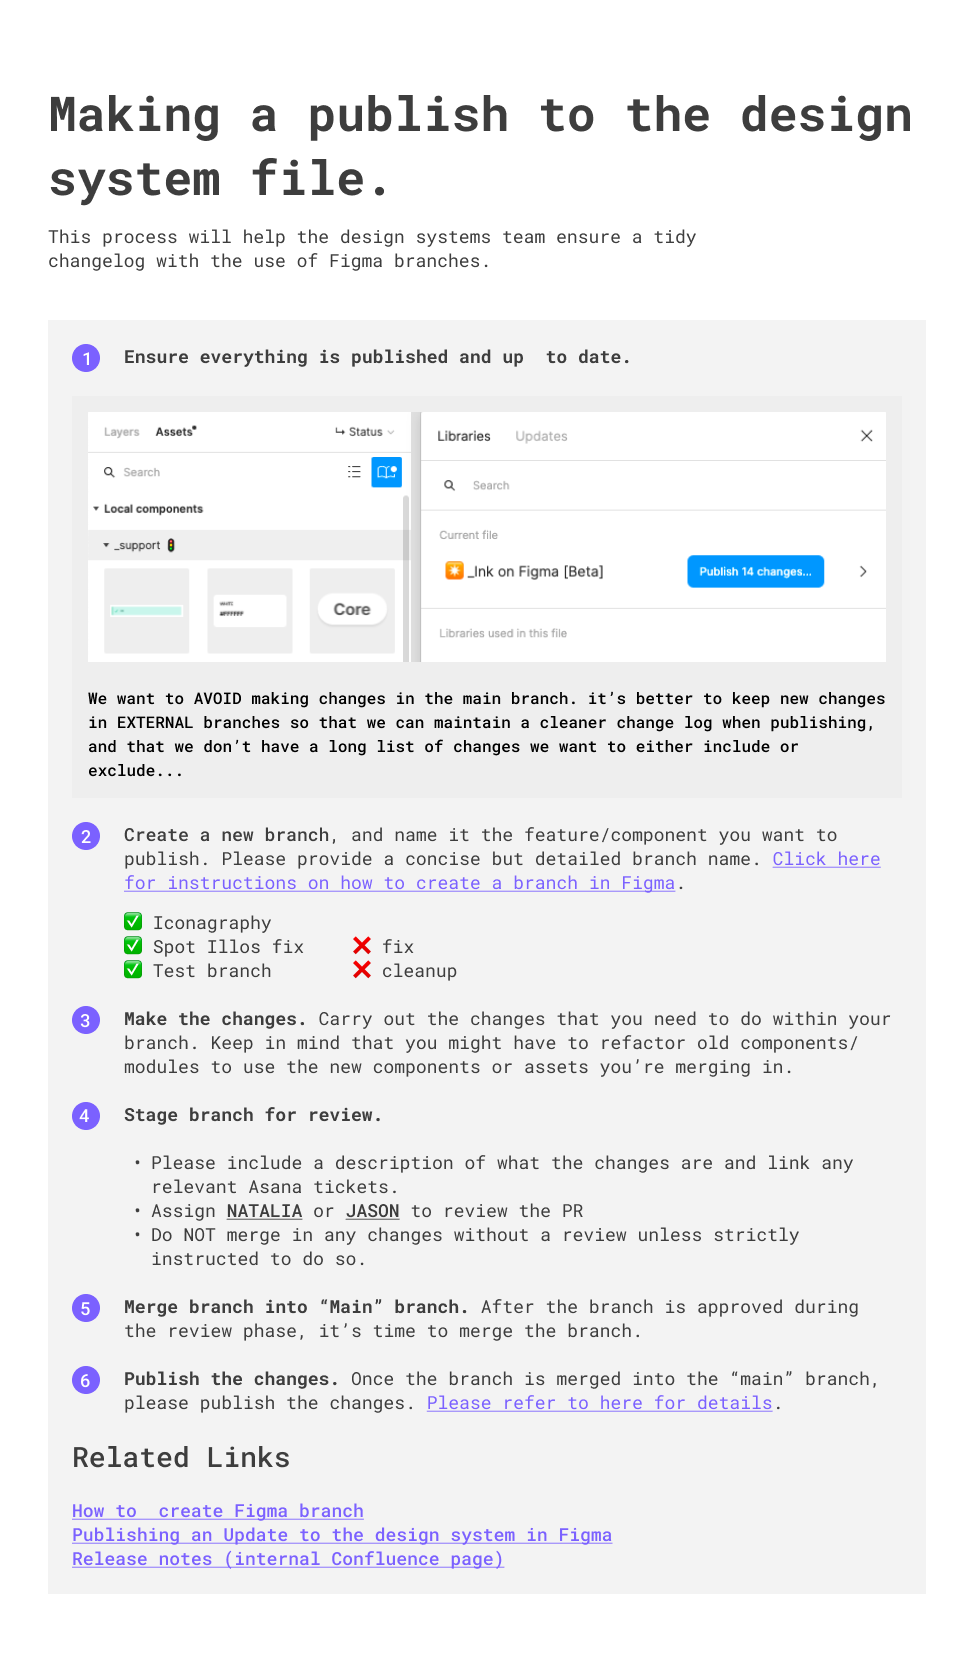 Making a publish to the design
system file.
This process will help the design systems team ensure a tidy
changelog with the use of Figma branches.
1 Ensure everything is published and up  to date.
Layers Assets Status
Search
Local components
_support
#FFFFFF
Core
Libraries Updates
Search
Current file
_Ink on Figma [Beta] Publish 14 changes...
Libraries used in this file
We want to AVOID making changes in the main branch. it’s better to keep new changes
in EXTERNAL branches so that we can maintain a cleaner change log when publishing,
and that we don’t have a long list of changes we want to either include or
exclude...
2 Create a new branch, and name it the feature/component you want to
publish. Please provide a concise but detailed branch name. Click here
for instructions on how to create a branch in Figma.
✅ Iconagraphy
✅ Spot Illos fix ❌ fix
✅ Test branch ❌ cleanup
3 Make the changes. Carry out the changes that you need to do within your
branch. Keep in mind that you might have to refactor old components/
modules to use the new components or assets you’re merging in.
4 Stage branch for review.
• Please include a description of what the changes are and link any
relevant Asana tickets.
• Assign NATALIA or JASON to review the PR
• Do NOT merge in any changes without a review unless strictly
instructed to do so.
5 Merge branch into “Main” branch. After the branch is approved during
the review phase, it’s time to merge the branch.
6 Publish the changes. Once the branch is merged into the “main” branch,
please publish the changes. Please refer to here for details.
Related Links
How to  create Figma branch
Publishing an Update to the design system in Figma
Release notes (internal Confluence page)